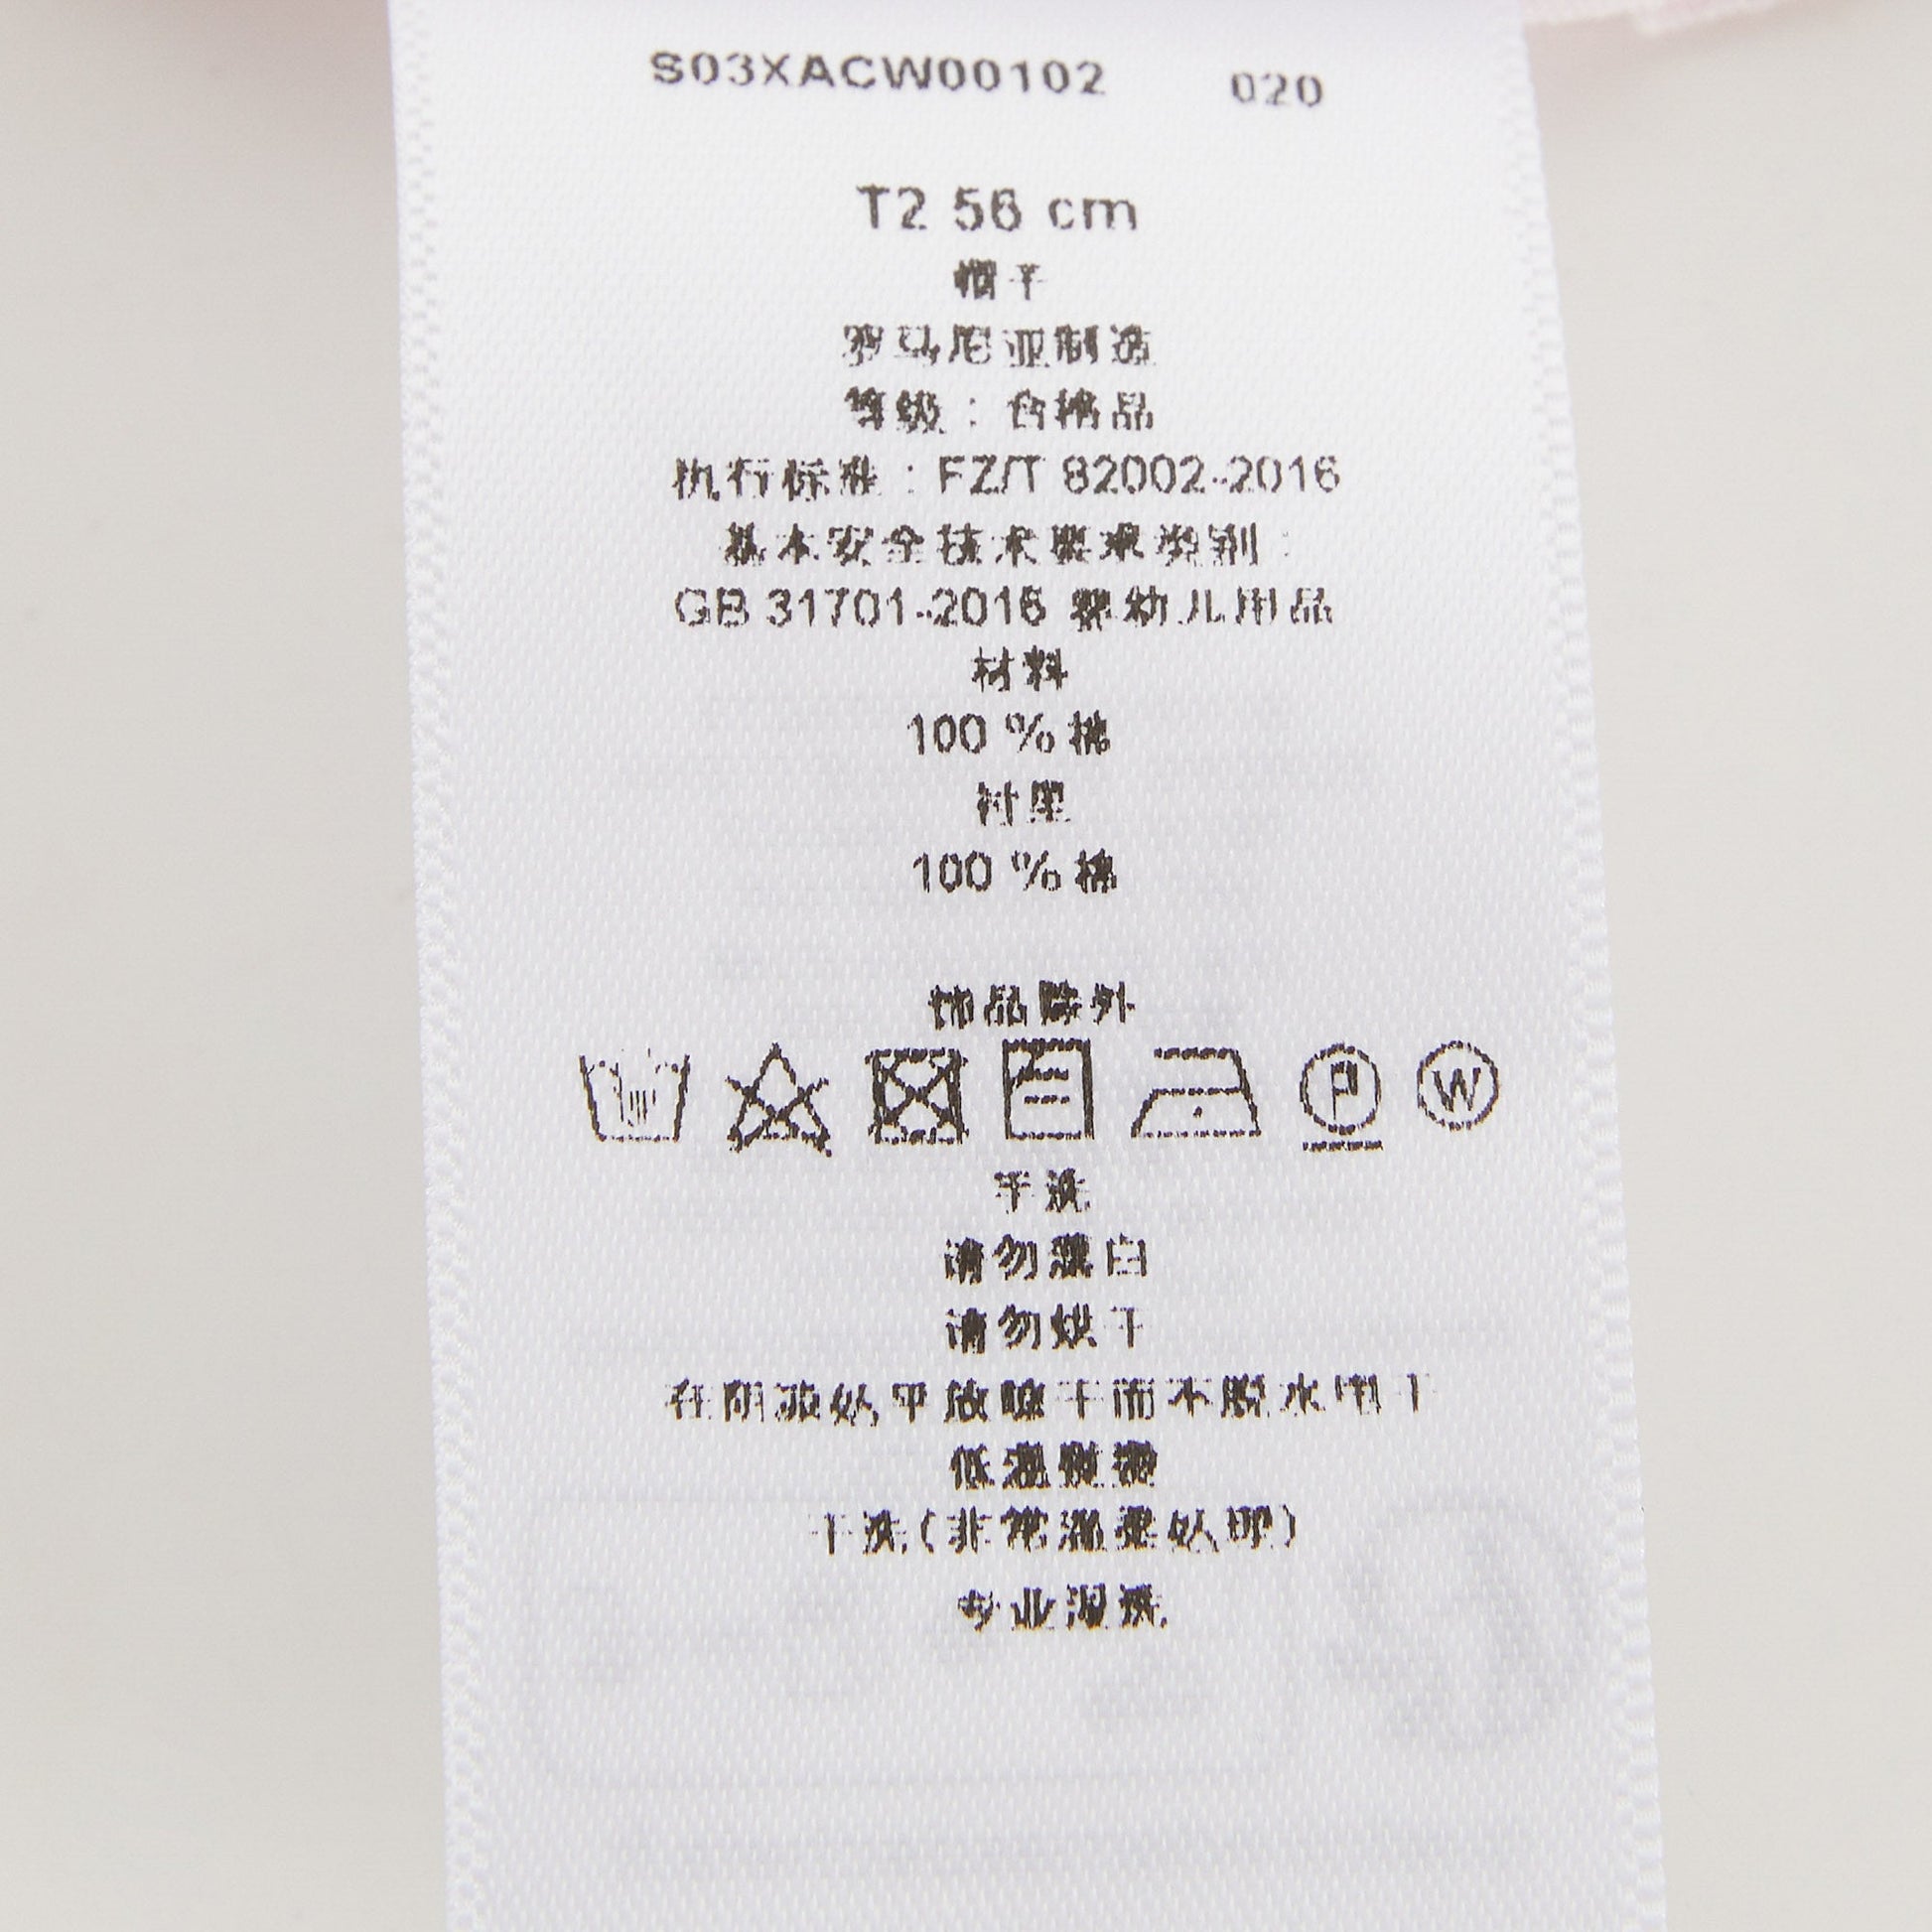 S03XACW00102 020
T2 56 cm
帽子
罗马尼亚制造
等级：合格品
执行标准：FZ/T 82002-2016
基本安全技术要求类别：
GB 31701-2016 婴幼儿用品
材料
100 % 棉
衬里
100 % 棉
饰品除外
P W
干洗
请勿漂白
请勿烘干
在阴凉处平放晾干而不脱水甩干
低温熨烫
干洗(非常温柔处理)
专业湿洗